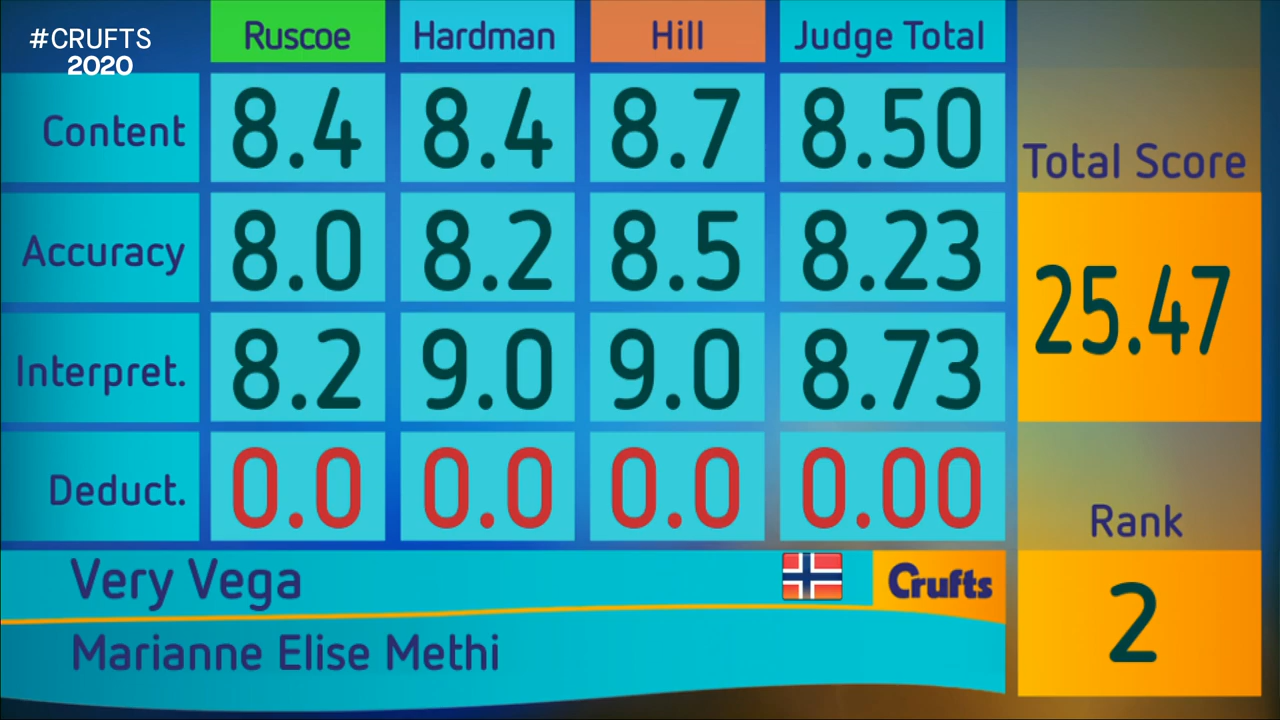 #CRUFTS
2020
Ruscoe Hardman Hill Judge Total
Content 8.4 8.4 8.7 8.50
Total Score
Accuracy 8.0 8.2 8.5 8.23
25.47
Interpret. 8.2 9.0 9.0 8.73
Deduct. 0.0 0.0 0.0 0.00
Rank
2
Very Vega Crufts
Marianne Elise Methi